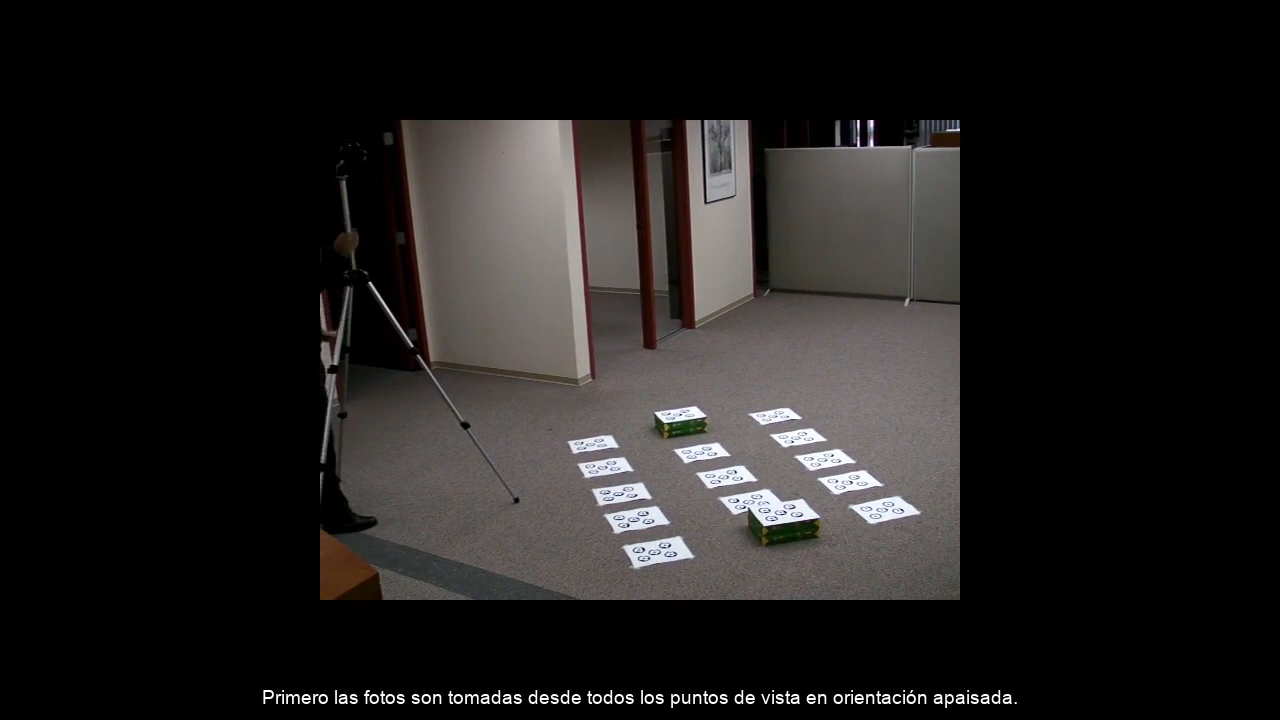 Primero las fotos son tomadas desde todos los puntos de vista en orientación apaisada.